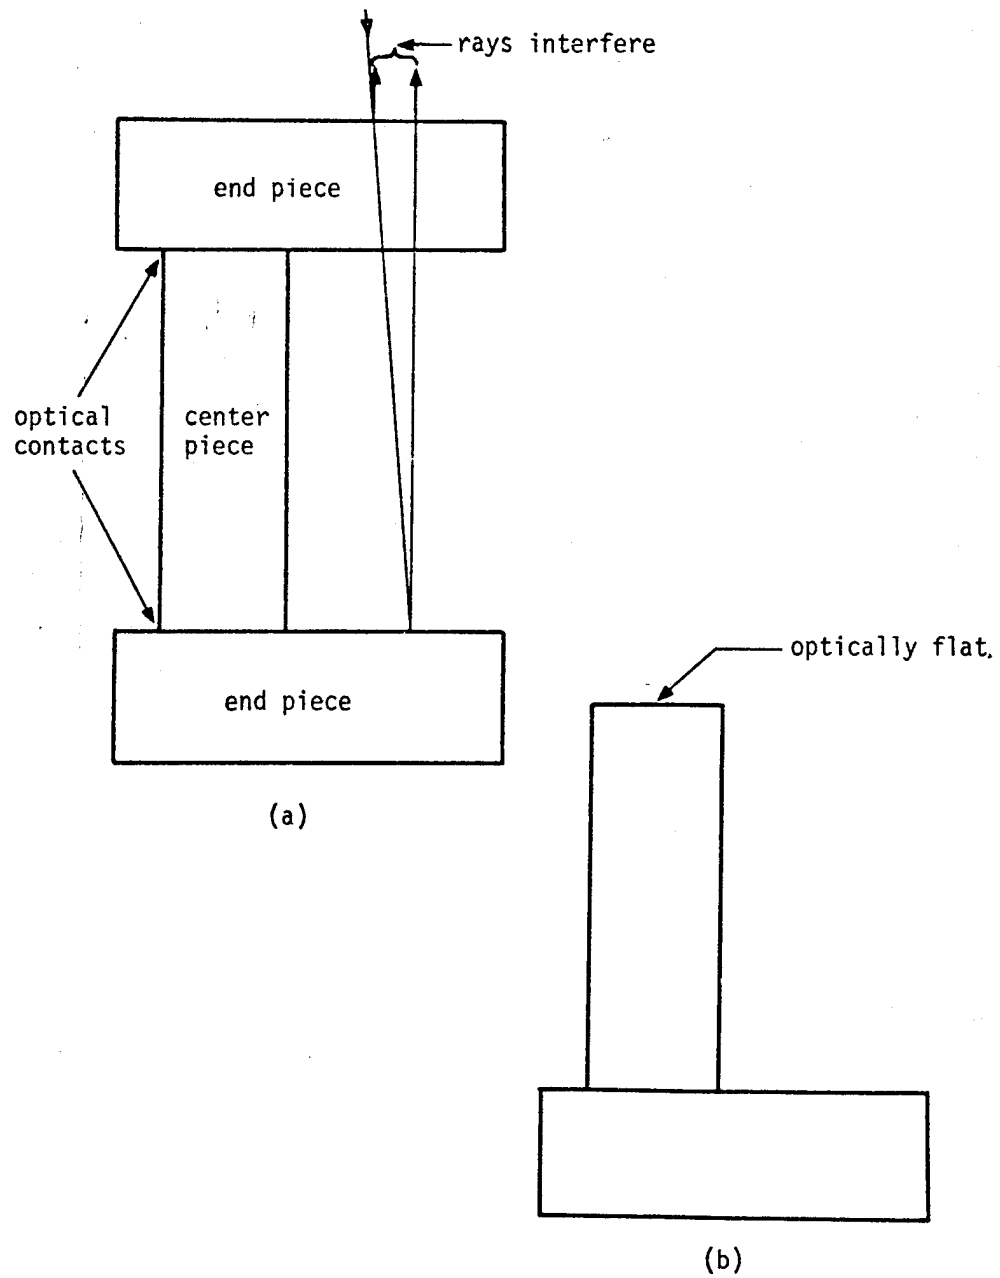 rays interfere
end piece
optical
contacts
center
piece
end piece
(a)
optically flat.
(b)